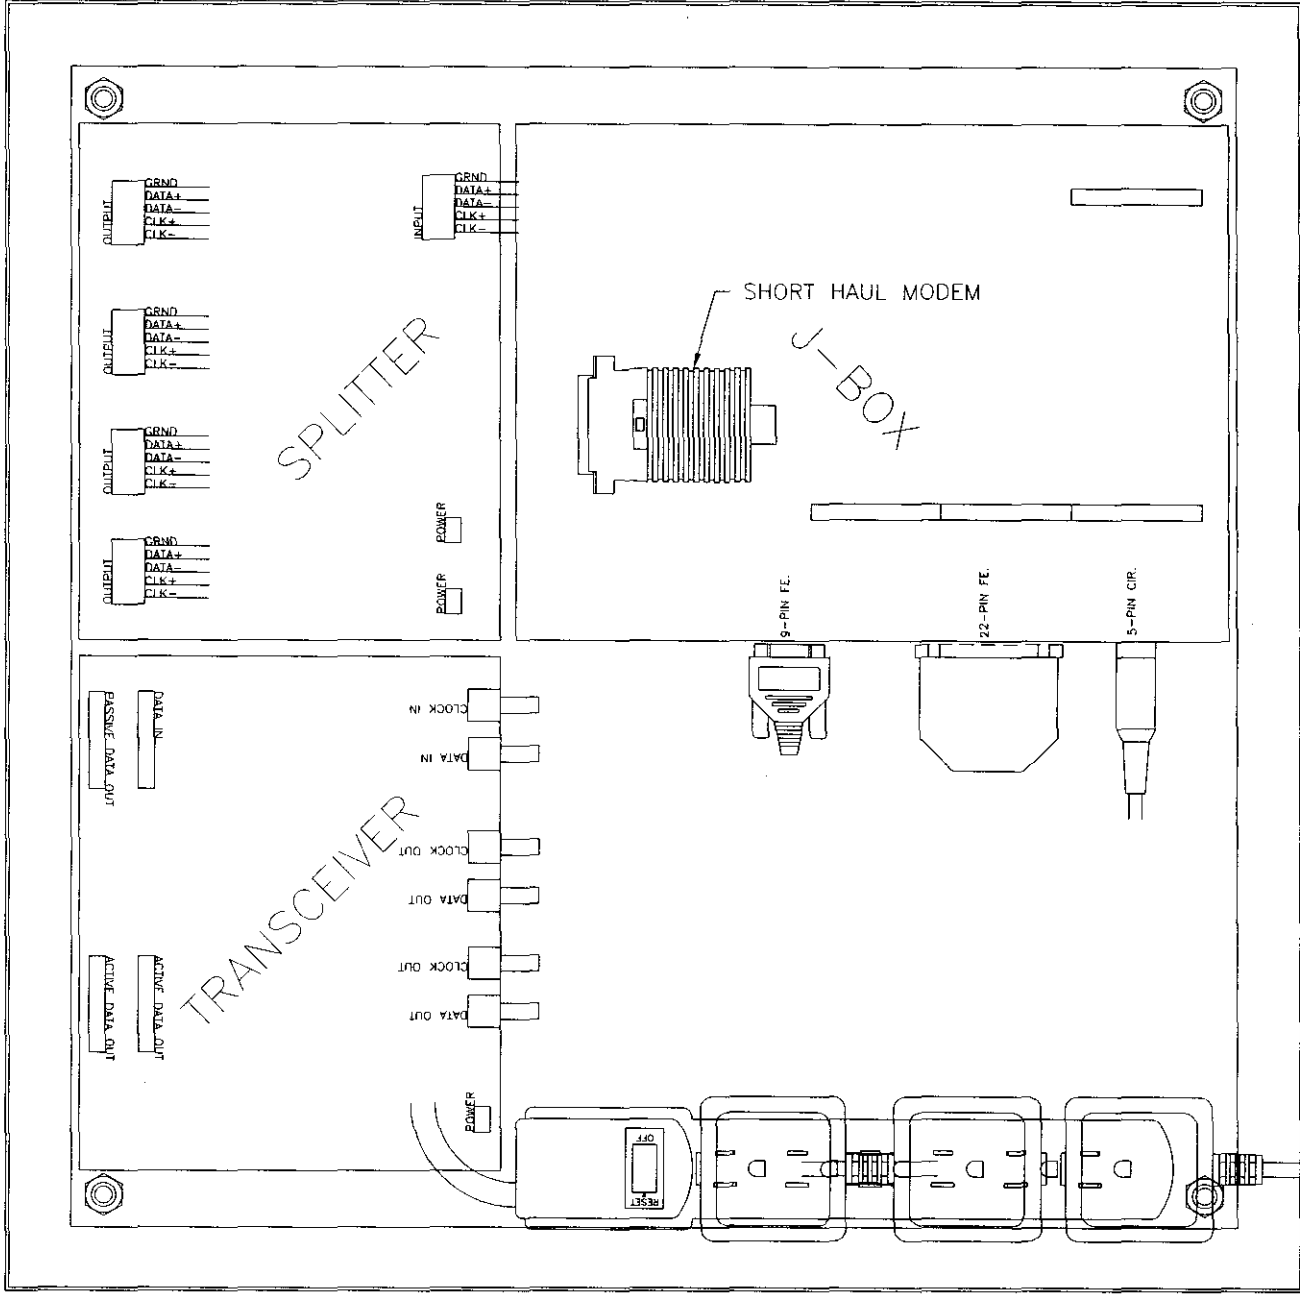 OUTPUT
GRND
DATA+
DATA-
CLK+
CLK-
INPUT
GRND
DATA+
DATA-
CLK+
CLK-
SHORT HAUL MODEM
OUTPUT
GRND
DATA+
DATA-
CLK+
CLK-
SPLITTER
J-BOX
OUTPUT
GRND
DATA+
DATA-
CLK+
CLK-
POWER
OUTPUT
GRND
DATA+
DATA-
CLK+
CLK-
POWER
9-PIN FE.
22-PIN FE.
5-PIN CIR.
PASSIVE DATA OUT
DATA IN
CLOCK IN
DATA IN
TRANSCEIVER
CLOCK OUT
DATA OUT
CLOCK OUT
DATA OUT
ACTIVE DATA OUT
ACTIVE DATA OUT
POWER
OFF
RESET